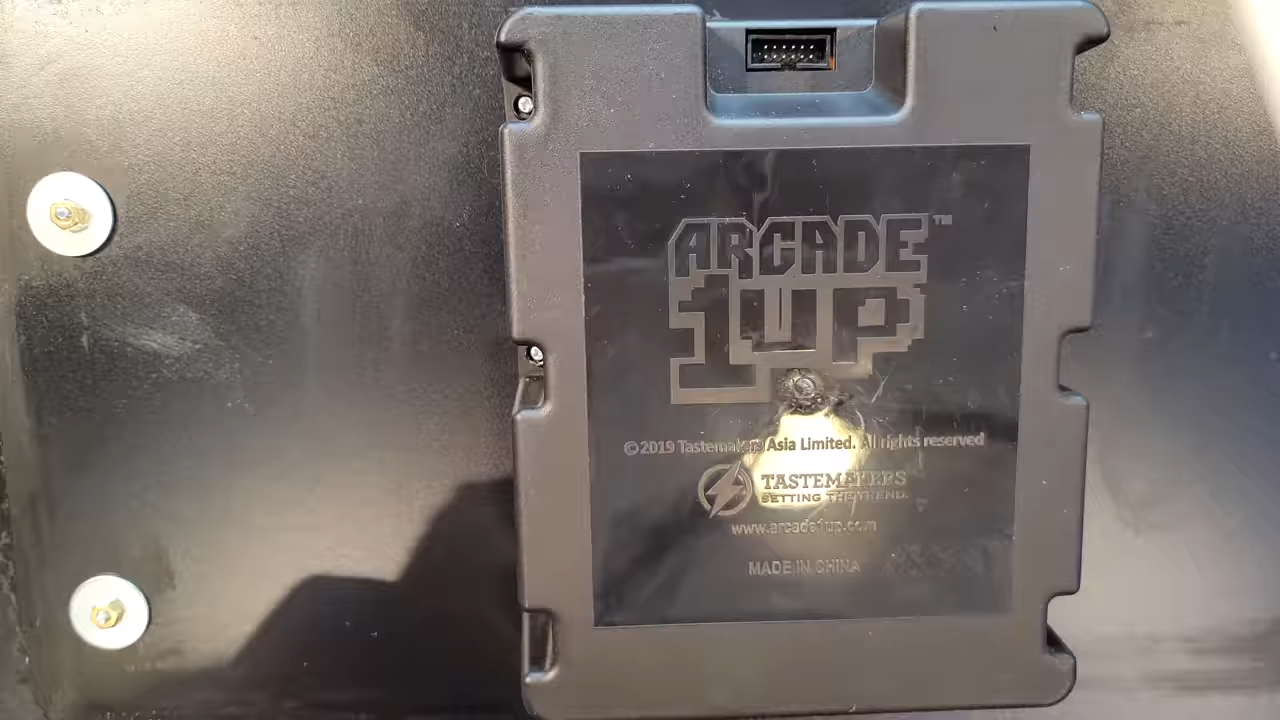 ARCADE™
1UP
©2019 Tastemakers Asia Limited. All rights reserved
TASTEMAKERS
SETTING THE TREND.
www.arcade1up.com
MADE IN CHINA